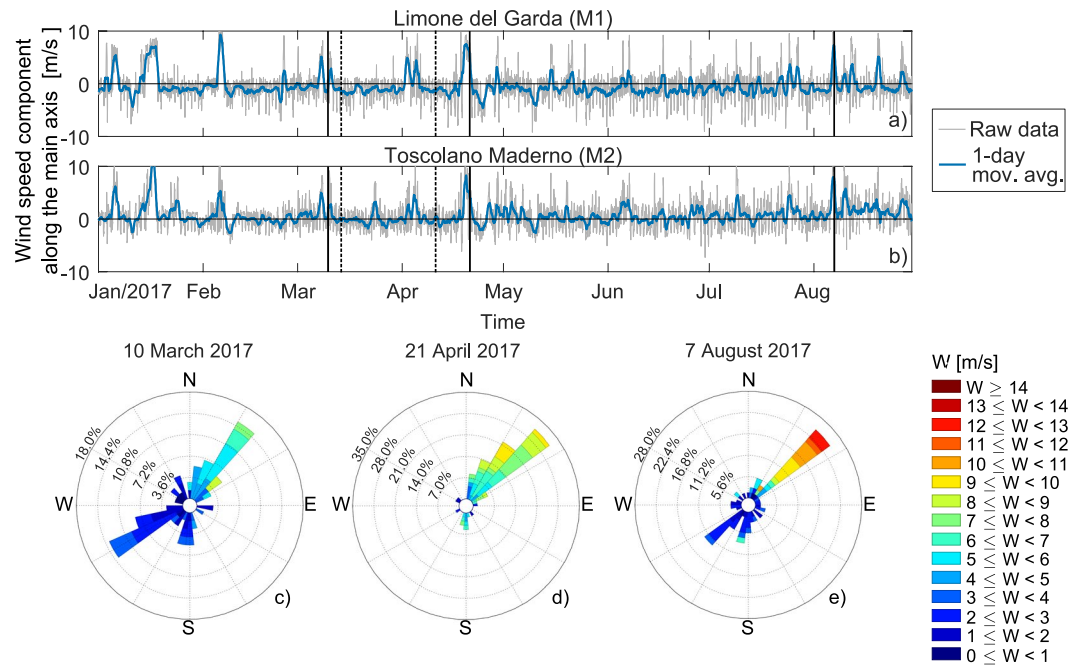 Limone del Garda (M1)
Wind speed component
along the main axis [m/s]
10
0
-10
a)
Toscolano Maderno (M2)
10
0
-10
b)
Jan/2017 Feb Mar Apr May Jun Jul Aug
Time
Raw data
1-day
mov. avg.
10 March 2017
N
18.0%
14.4%
10.8%
7.2%
3.6%
W
E
S
c)
21 April 2017
N
35.0%
28.0%
21.0%
14.0%
7.0%
W
E
S
d)
7 August 2017
N
28.0%
22.4%
16.8%
11.2%
5.6%
W
E
S
e)
W [m/s]
W ≥ 14
13 ≤ W < 14
12 ≤ W < 13
11 ≤ W < 12
10 ≤ W < 11
9 ≤ W < 10
8 ≤ W < 9
7 ≤ W < 8
6 ≤ W < 7
5 ≤ W < 6
4 ≤ W < 5
3 ≤ W < 4
2 ≤ W < 3
1 ≤ W < 2
0 ≤ W < 1